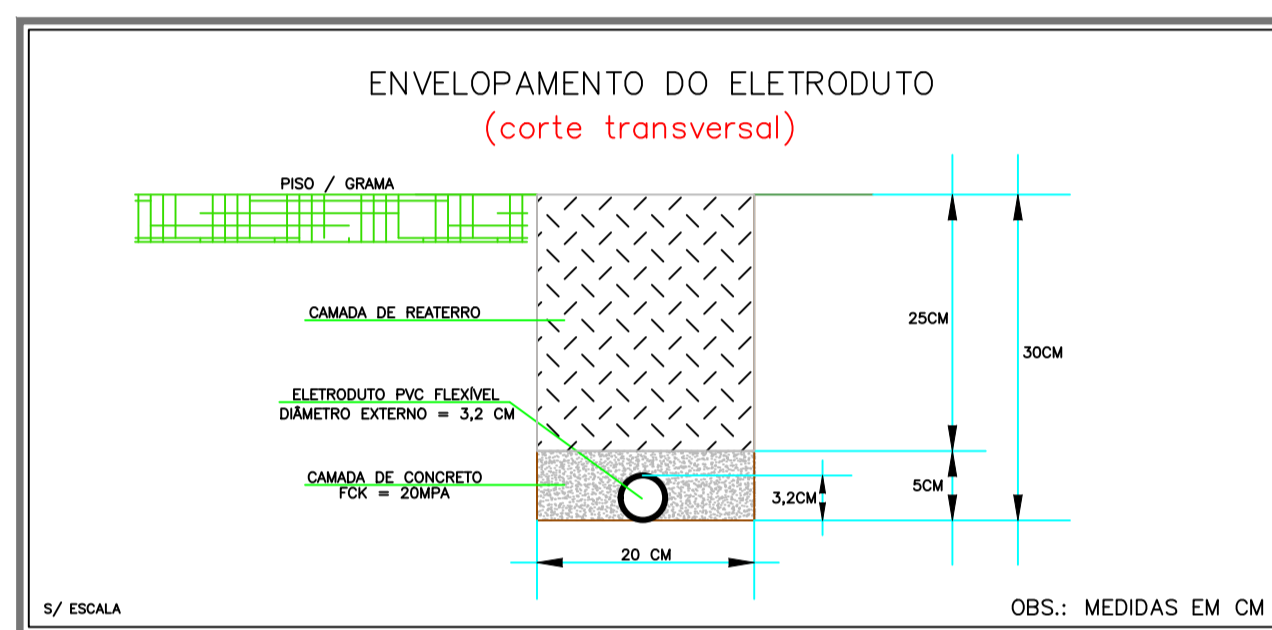 ENVELOPAMENTO DO ELETRODUTO
(corte transversal)
PISO / GRAMA
CAMADA DE REATERRO
25CM
30CM
ELETRODUTO PVC FLEXÍVEL
DIÂMETRO EXTERNO = 3,2 CM
CAMADA DE CONCRETO
FCK = 20MPA
3,2CM
5CM
20 CM
S/ ESCALA
OBS.: MEDIDAS EM CM